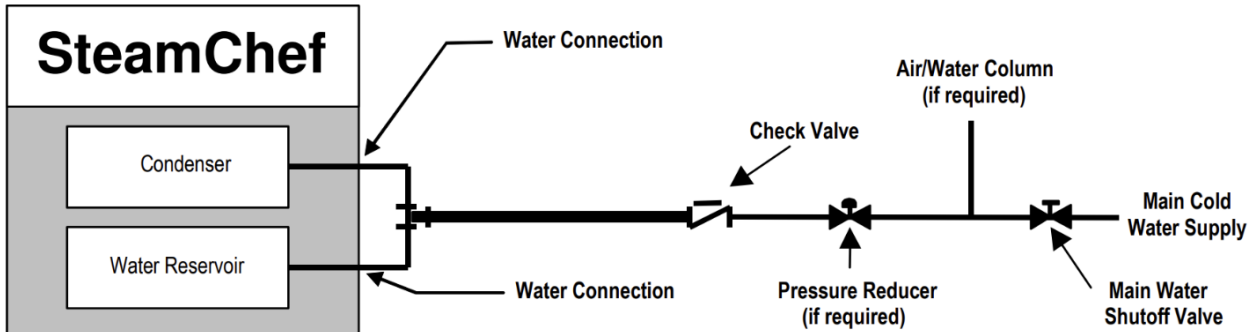 SteamChef
Water Connection
Air/Water Column
(if required)
Check Valve
Condenser
Main Cold
Water Supply
Water Reservoir
Water Connection
Pressure Reducer
(if required)
Main Water
Shutoff Valve